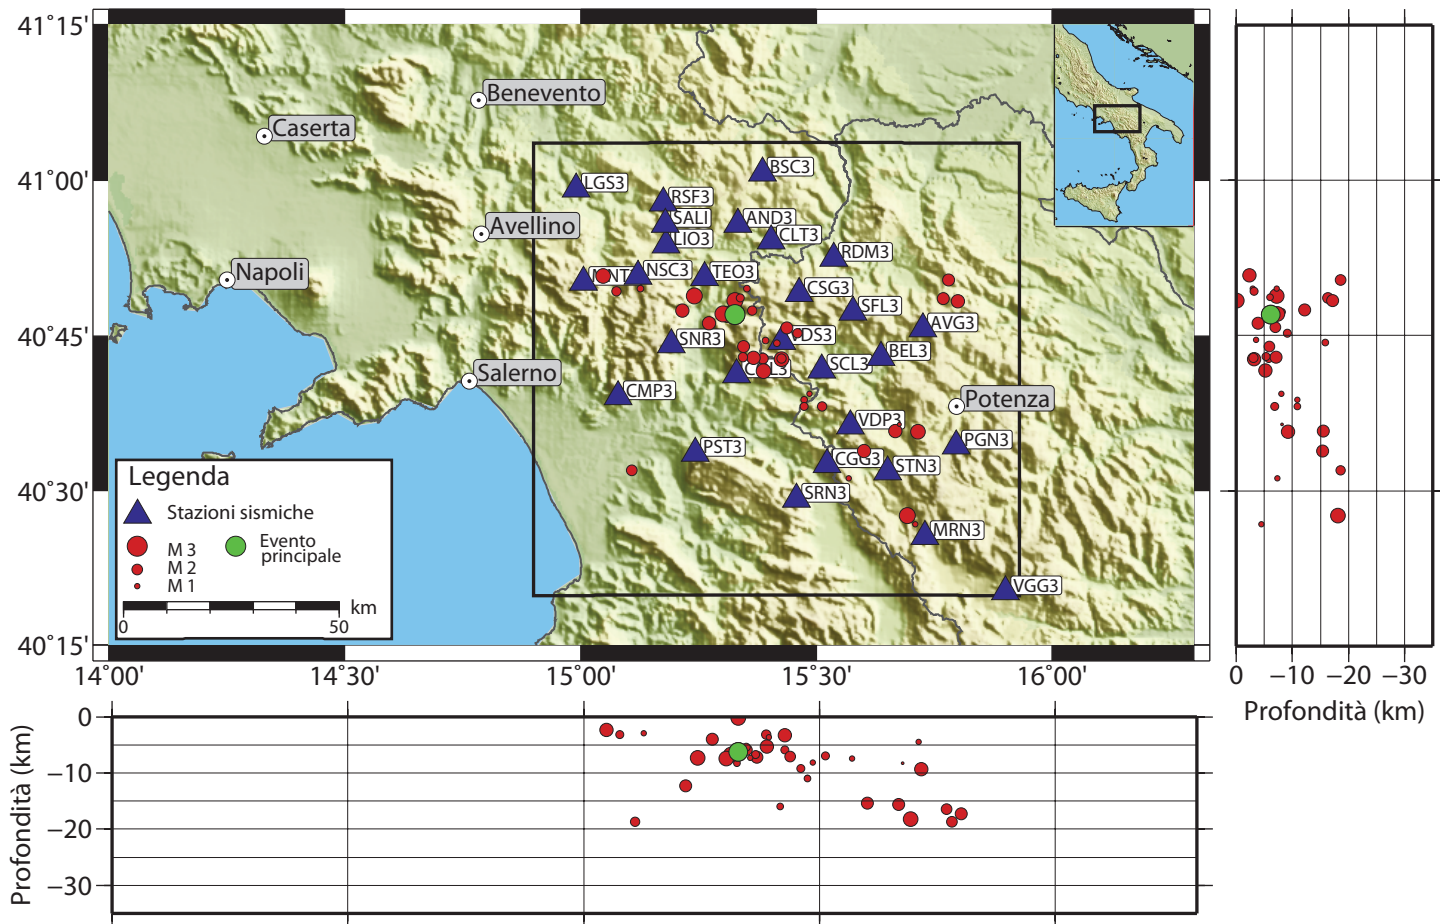 41°15'
41°00'
40°45'
40°30'
40°15'
Benevento
Caserta
Avellino
Napoli
Salerno
Potenza
BSC3
LGS3
RSF3
SALI
AND3
LIO3
CLT3
RDM3
NSC3
TEO3
CSG3
SFL3
AVG3
SNR3
BEL3
SCL3
CMP3
VDP3
PGN3
PST3
CGG3
STN3
SRN3
MRN3
VGG3
Legenda
Stazioni sismiche
M 3
M 2
M 1
Evento
principale
km
0 50
14°00' 14°30' 15°00' 15°30' 16°00'
0 −10 −20 −30
Profondità (km)
Profondità (km)
0
−10
−20
−30